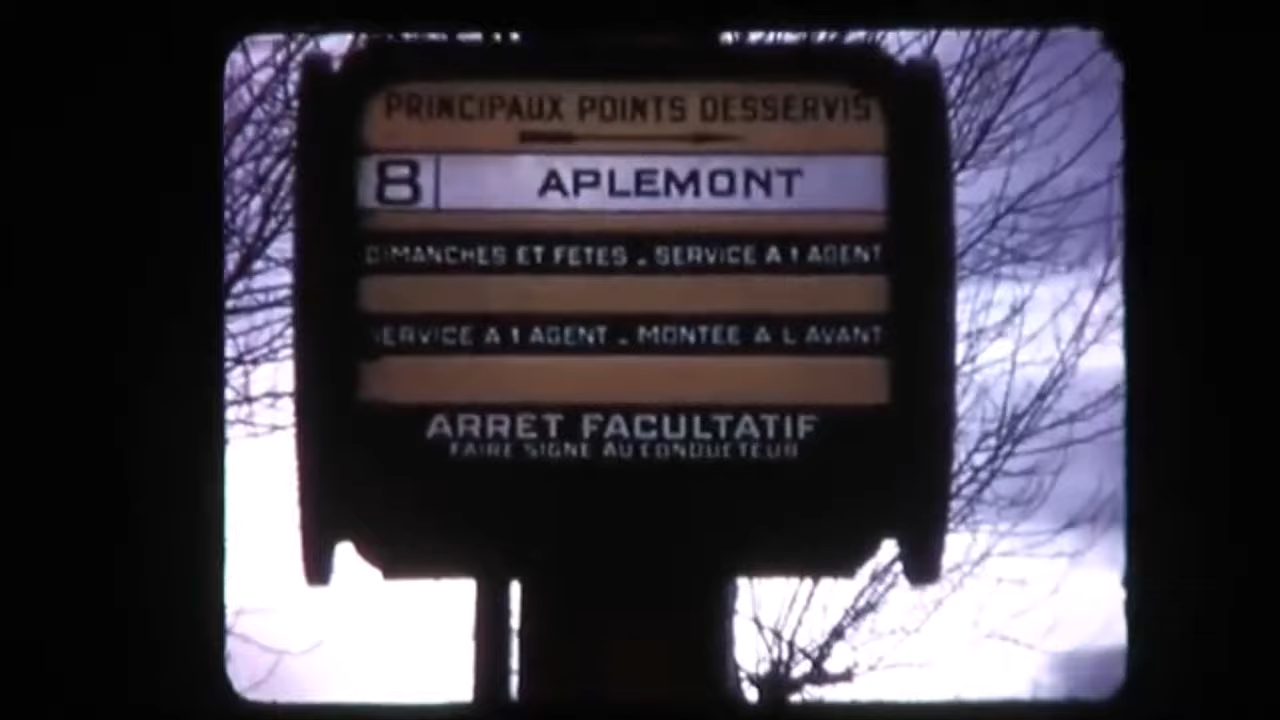 PRINCIPAUX POINTS DESSERVIS
8 APLEMONT
DIMANCHES ET FETES . SERVICE A 1 AGENT
SERVICE A 1 AGENT . MONTEE A L AVANT
ARRET FACULTATIF
FAIRE SIGNE AU CONDUCTEUR